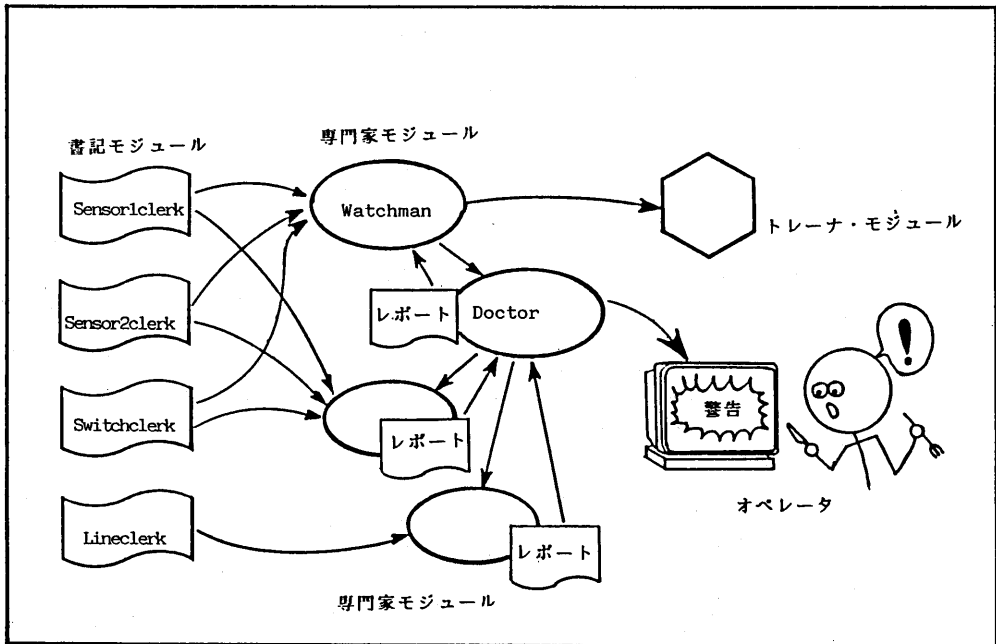 書記モジュール
専門家モジュール
Sensor1clerk
Watchman
トレーナ・モジュール
Sensor2clerk
レポート
Doctor
!
警告
Switchclerk
レポート
オペレータ
Lineclerk
レポート
専門家モジュール